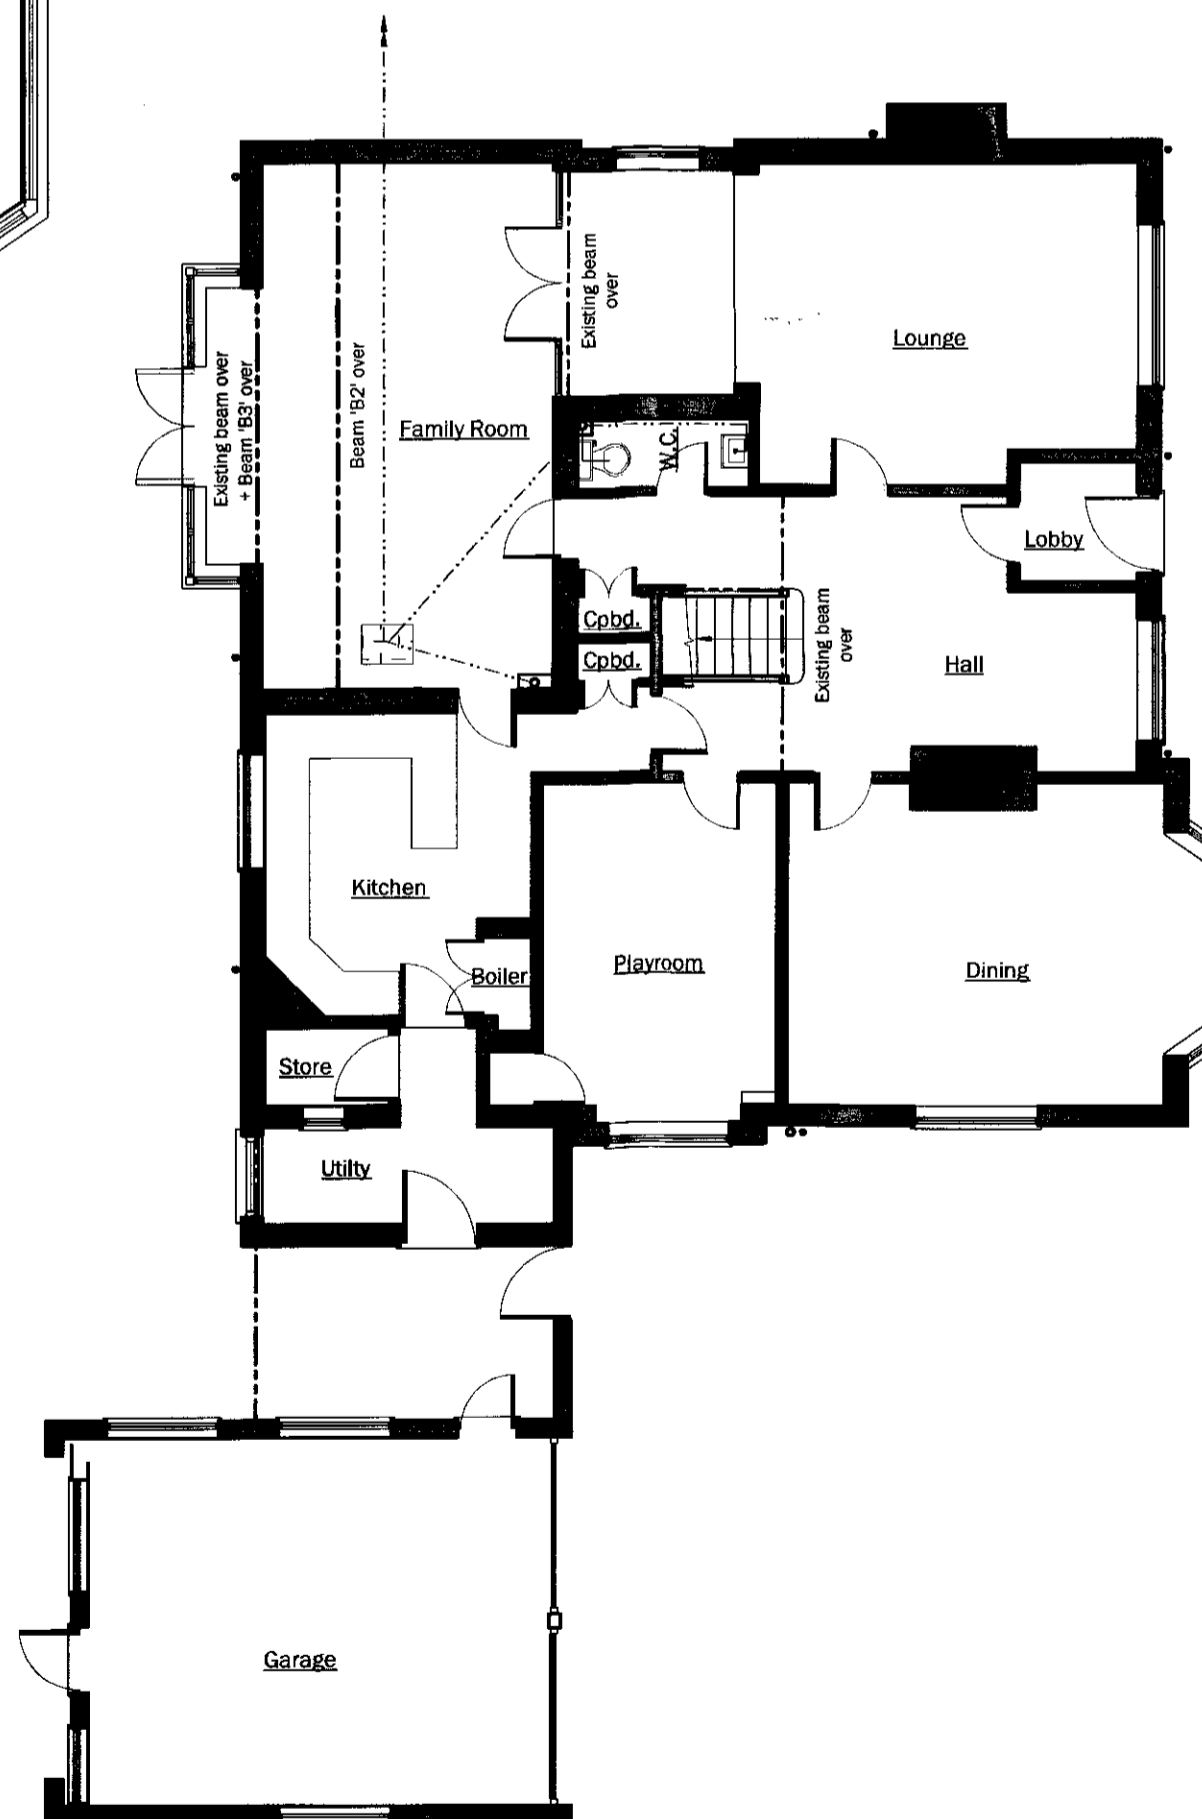 Existing beam
over
Lounge
Existing beam over
+ Beam 'B3' over
Beam 'B2' over
Family Room
W.C.
Lobby
Cpbd.
Cpbd.
Existing beam
over
Hall
Kitchen
Boiler
Playroom
Dining
Store
Utilty
Garage